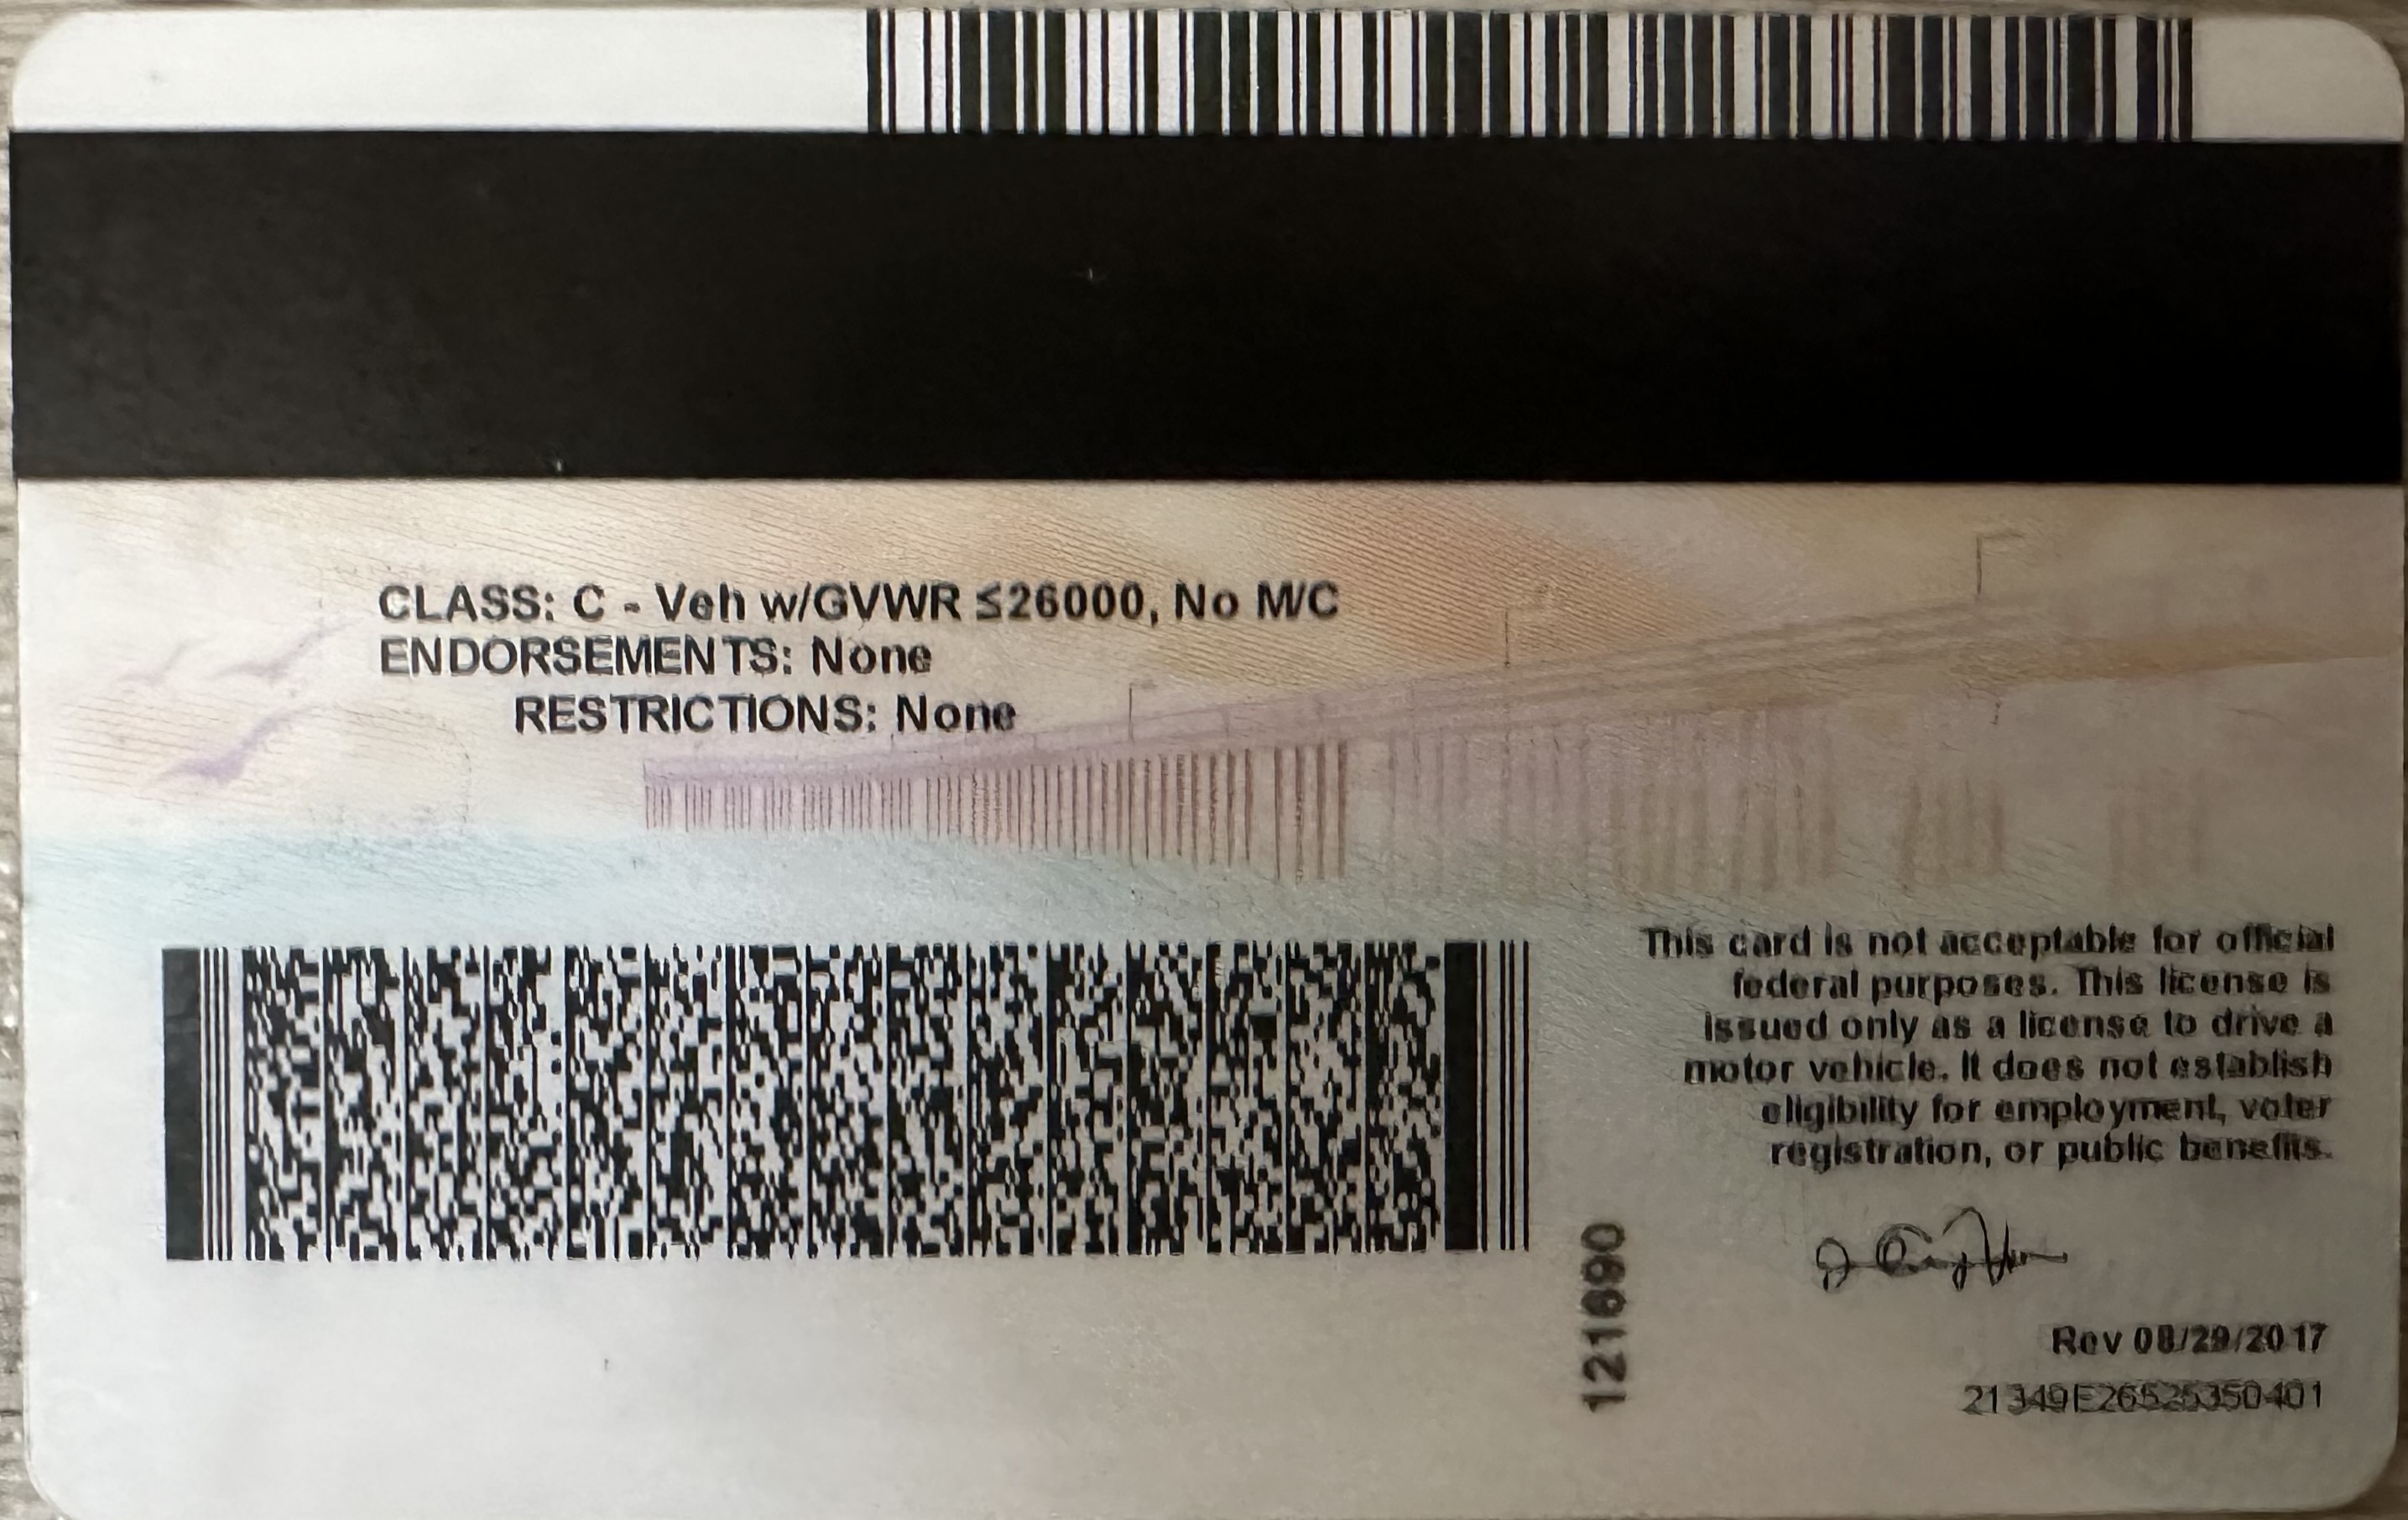 CLASS: C - Veh w/GVWR ≤26000, No M/C
ENDORSEMENTS: None
RESTRICTIONS: None
This card is not acceptable for official
federal purposes. This license is
issued only as a license to drive a
motor vehicle. It does not establish
eligibility for employment, voter
registration, or public benefits.
121690
Rev 08/29/2017